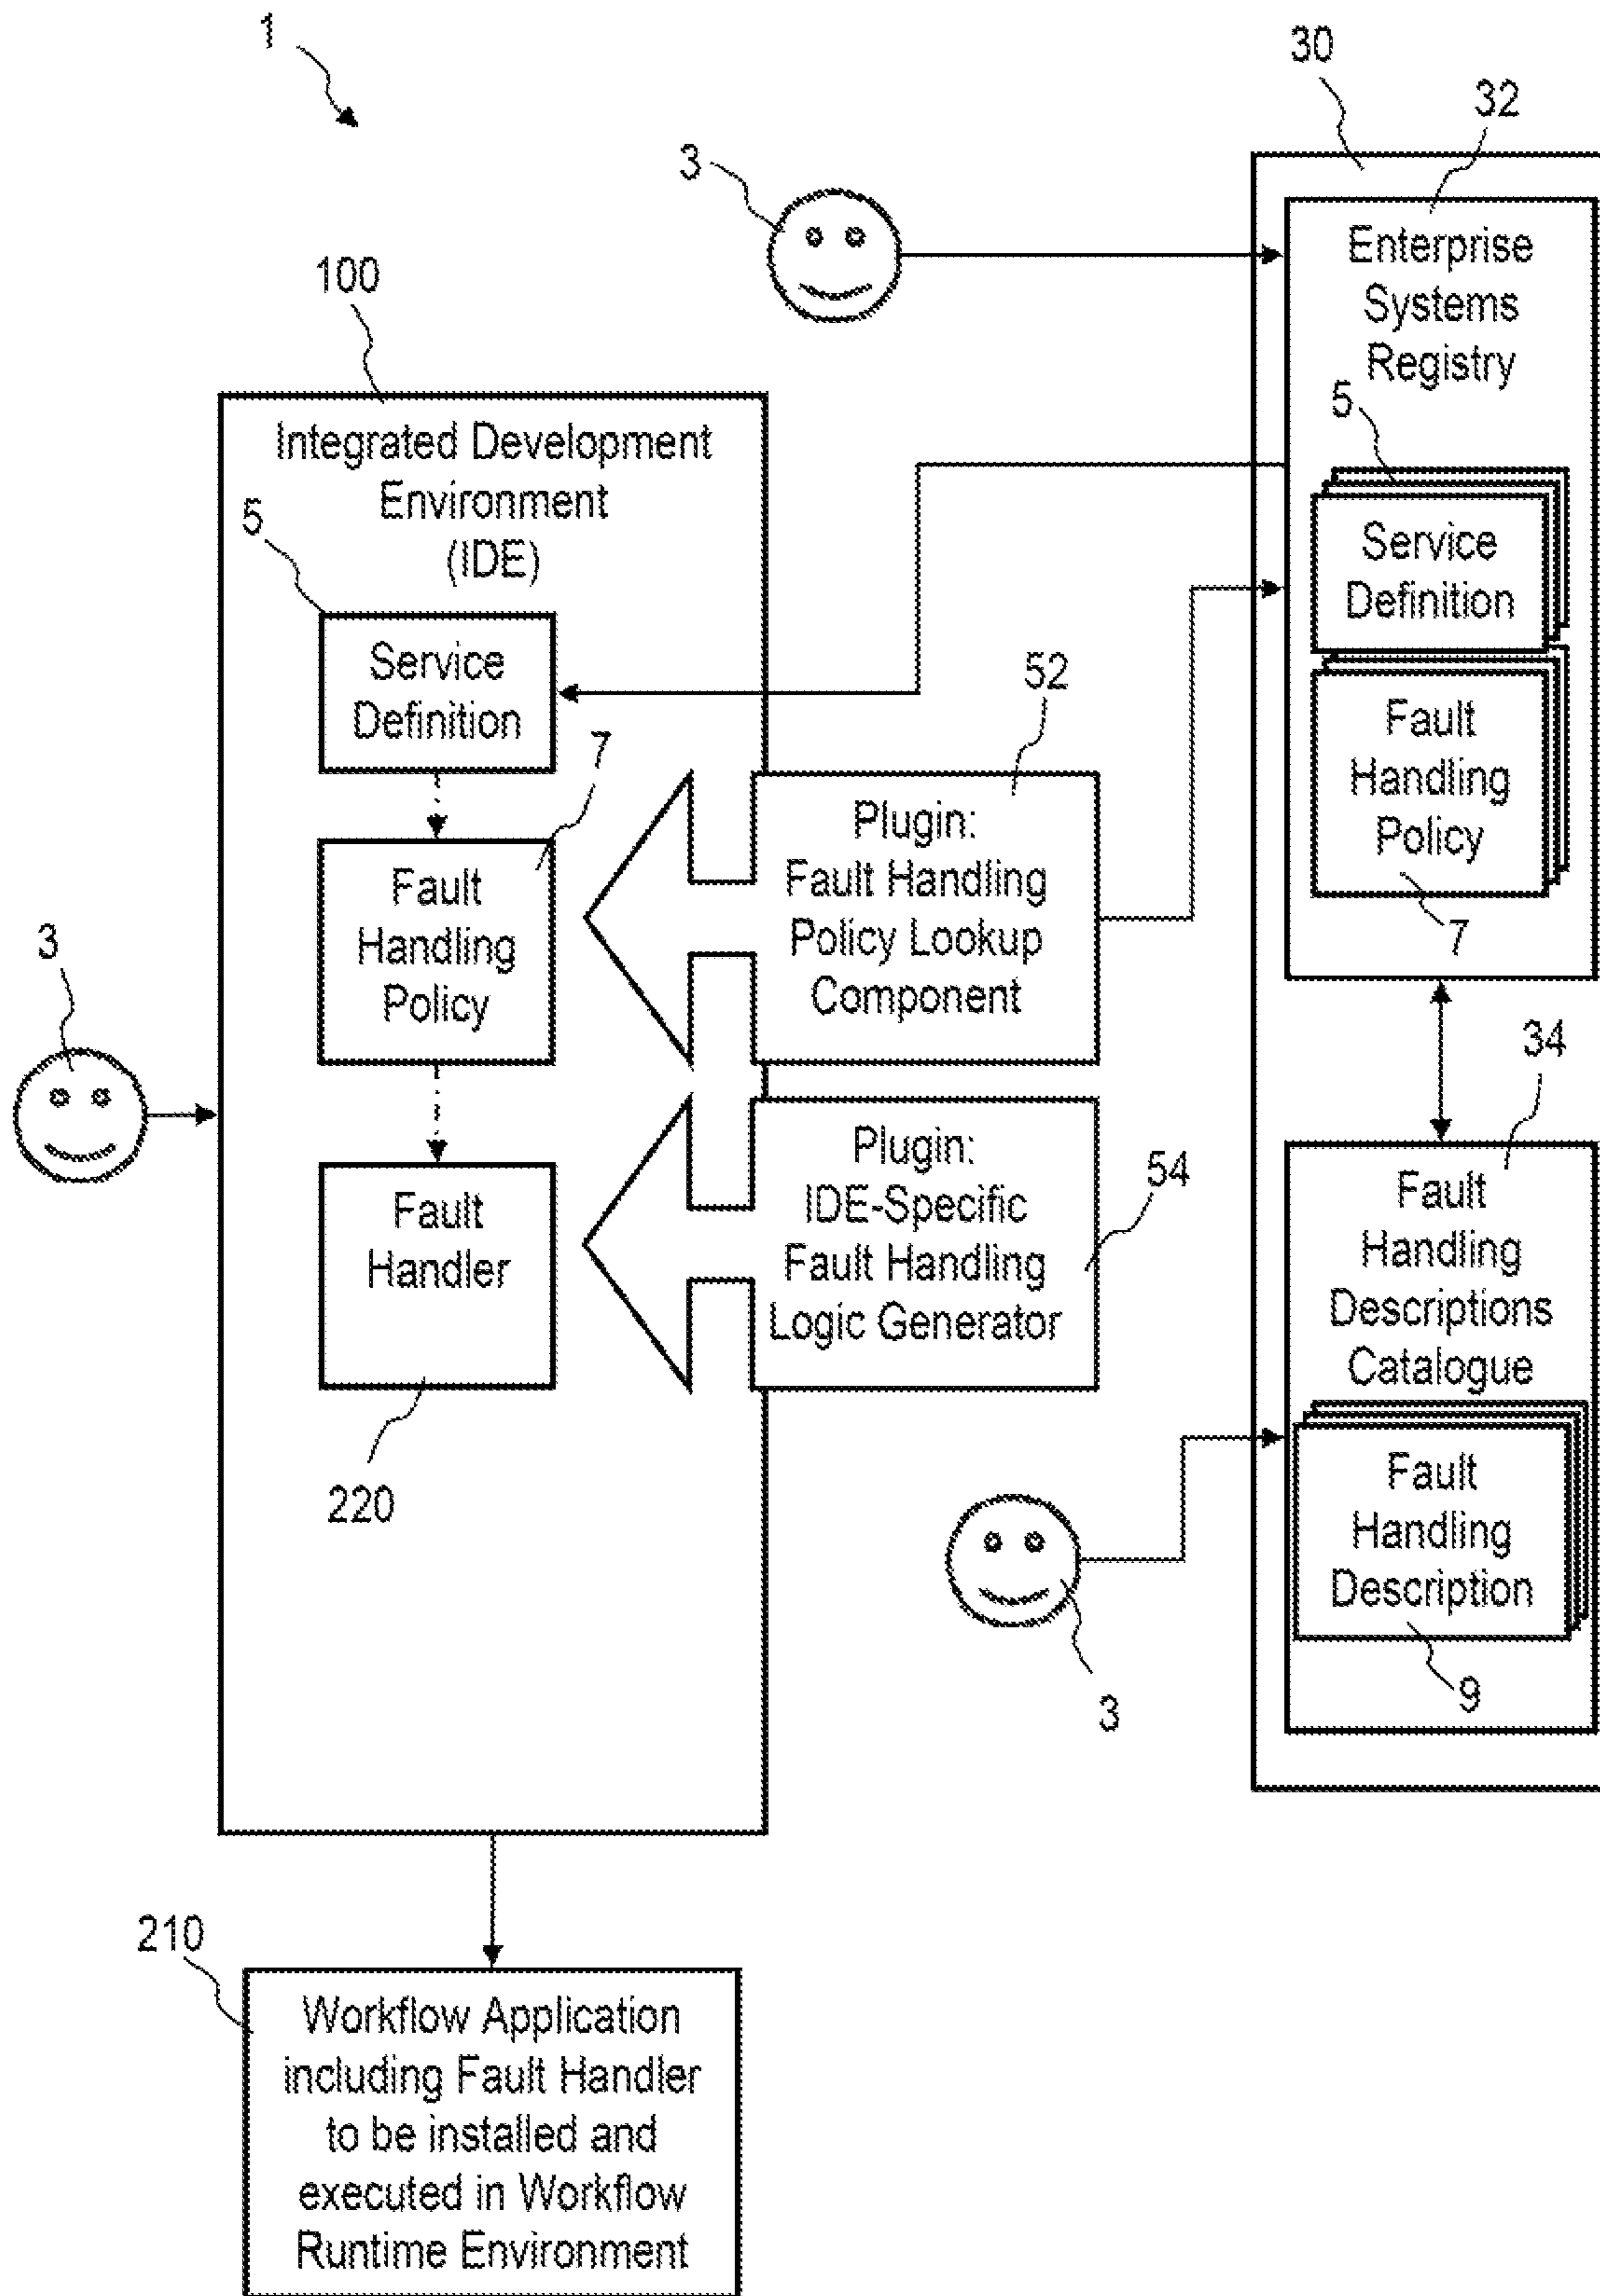 1
30
32
3
Enterprise
Systems
Registry
100
Integrated Development
Environment
(IDE)
5
5
Service
Definition
Service
Definition
52
7
Fault
Handling
Policy
7
Plugin:
Fault Handling
Policy Lookup
Component
Fault
Handling
Policy
3
34
Plugin:
IDE-Specific
Fault Handling
Logic Generator
54
Fault
Handler
220
Fault
Handling
Descriptions
Catalogue
Fault
Handling
Description
9
3
210
Workflow Application
including Fault Handler
to be installed and
executed in Workflow
Runtime Environment